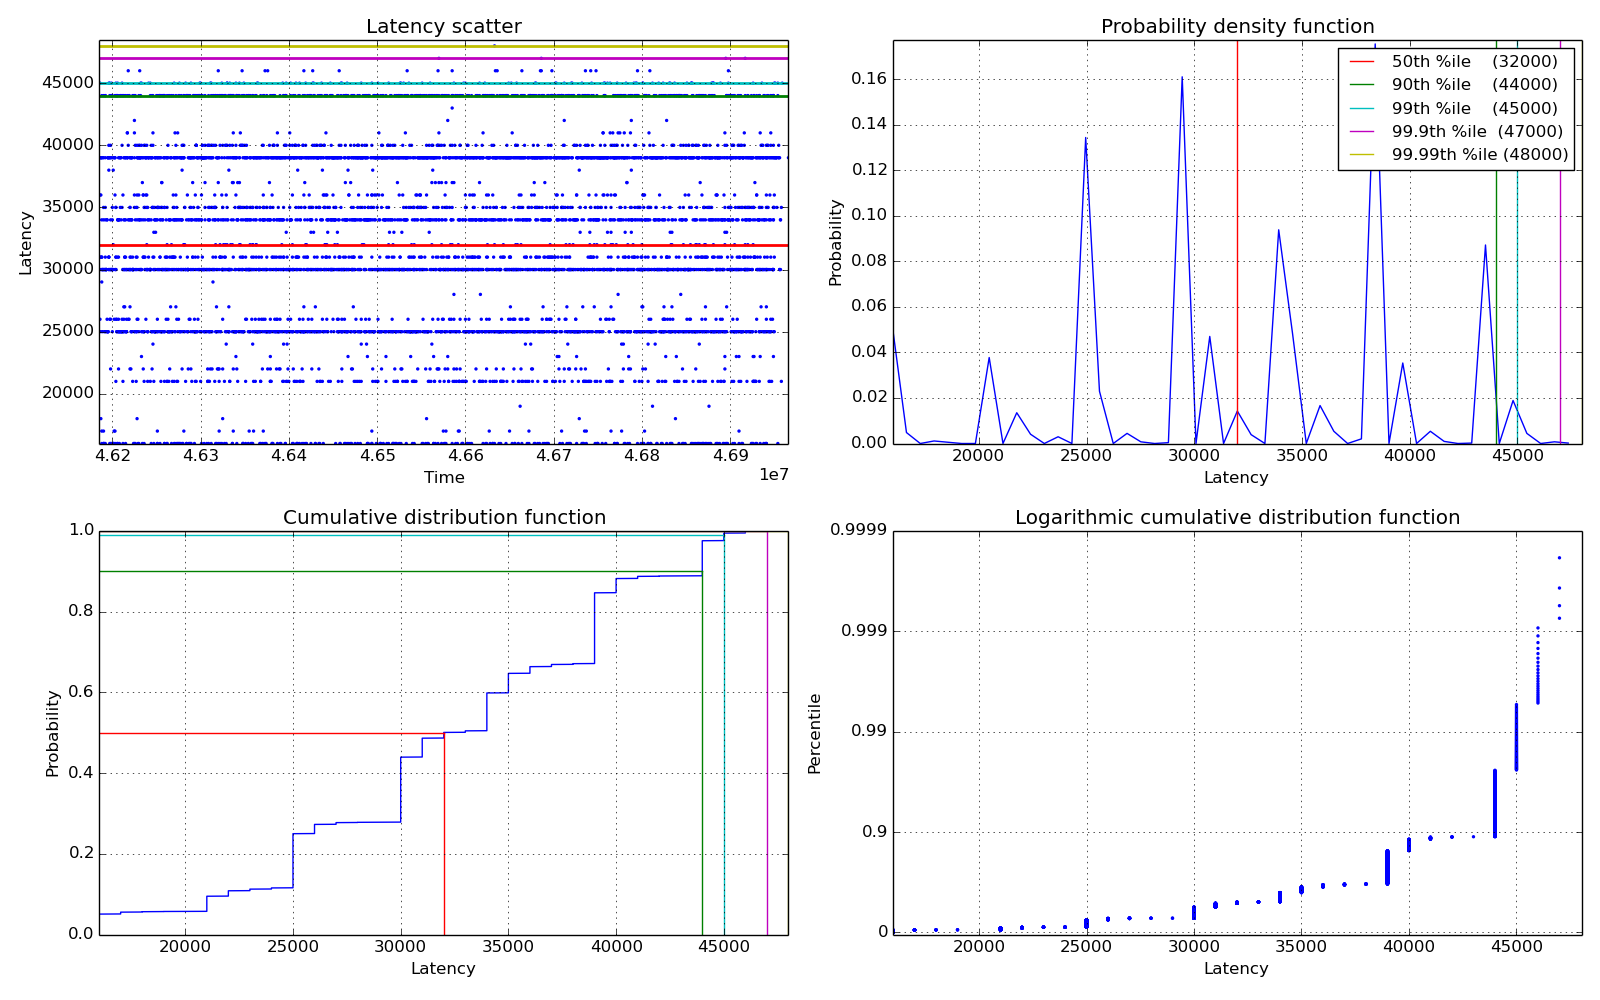 Latency scatter
45000
40000
35000
30000
25000
20000
Latency
4.62 4.63 4.64 4.65 4.66 4.67 4.68 4.69
1e7
Time
Probability density function
50th %ile (32000)
90th %ile (44000)
99th %ile (45000)
99.9th %ile (47000)
99.99th %ile (48000)
0.16
0.14
0.12
0.10
0.08
0.06
0.04
0.02
0.00
Probability
20000 25000 30000 35000 40000 45000
Latency
Cumulative distribution function
1.0
0.8
0.6
0.4
0.2
0.0
Probability
20000 25000 30000 35000 40000 45000
Latency
Logarithmic cumulative distribution function
0.9999
0.999
0.99
0.9
0
Percentile
20000 25000 30000 35000 40000 45000
Latency